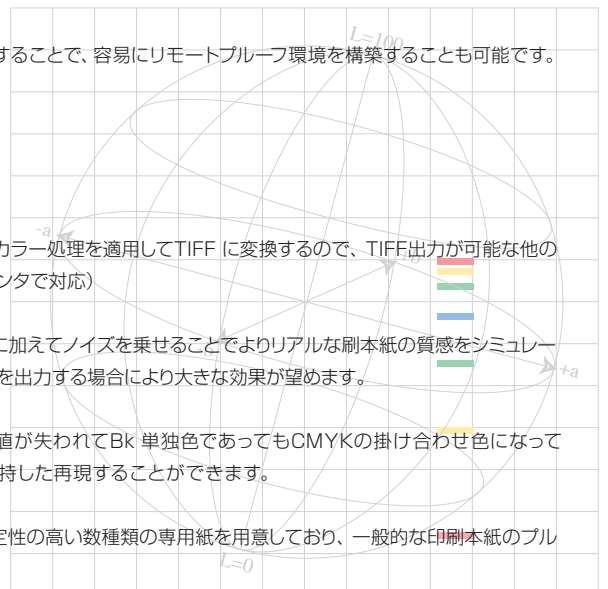 L=100
することで、容易にリモートプルーフ環境を構築することも可能です。
-a
カラー処理を適用してTIFF に変換するので、TIFF出力が可能な他の
+b
ンタで対応）
に加えてノイズを乗せることでよりリアルな刷本紙の質感をシミュレー
を出力する場合により大きな効果が望めます。
+a
値が失われてBk 単独色であってもCMYKの掛け合わせ色になって
持した再現することができます。
定性の高い数種類の専用紙を用意しており、一般的な印刷本紙のプル
L=0